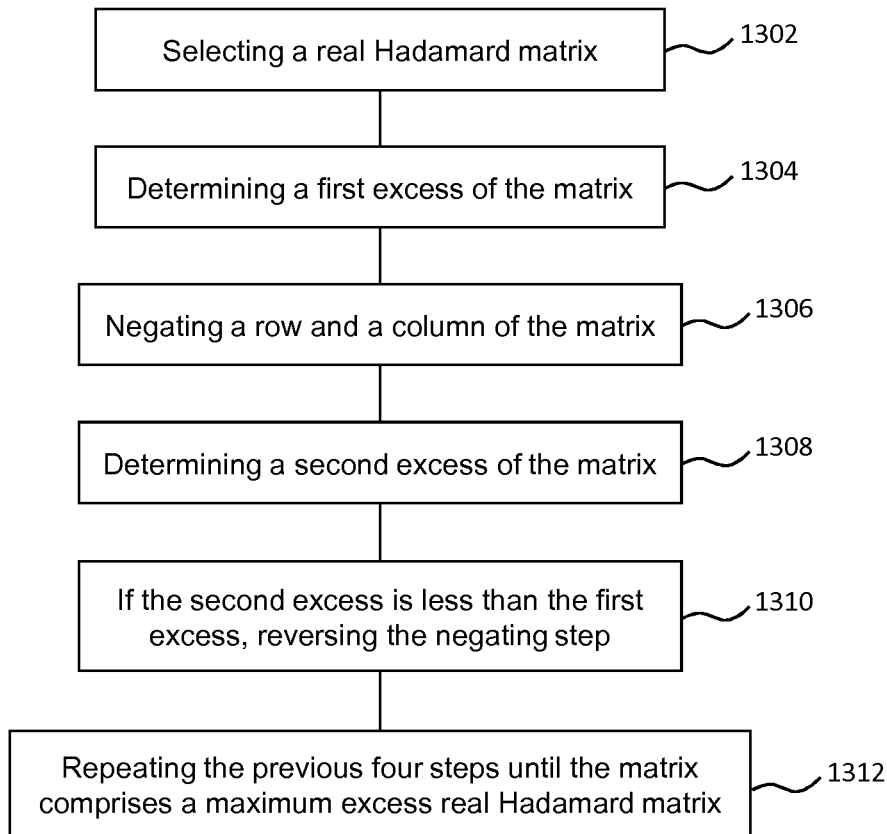 Selecting a real Hadamard matrix
1302
Determining a first excess of the matrix
1304
Negating a row and a column of the matrix
1306
Determining a second excess of the matrix
1308
If the second excess is less than the first
excess, reversing the negating step
1310
Repeating the previous four steps until the matrix
comprises a maximum excess real Hadamard matrix
1312